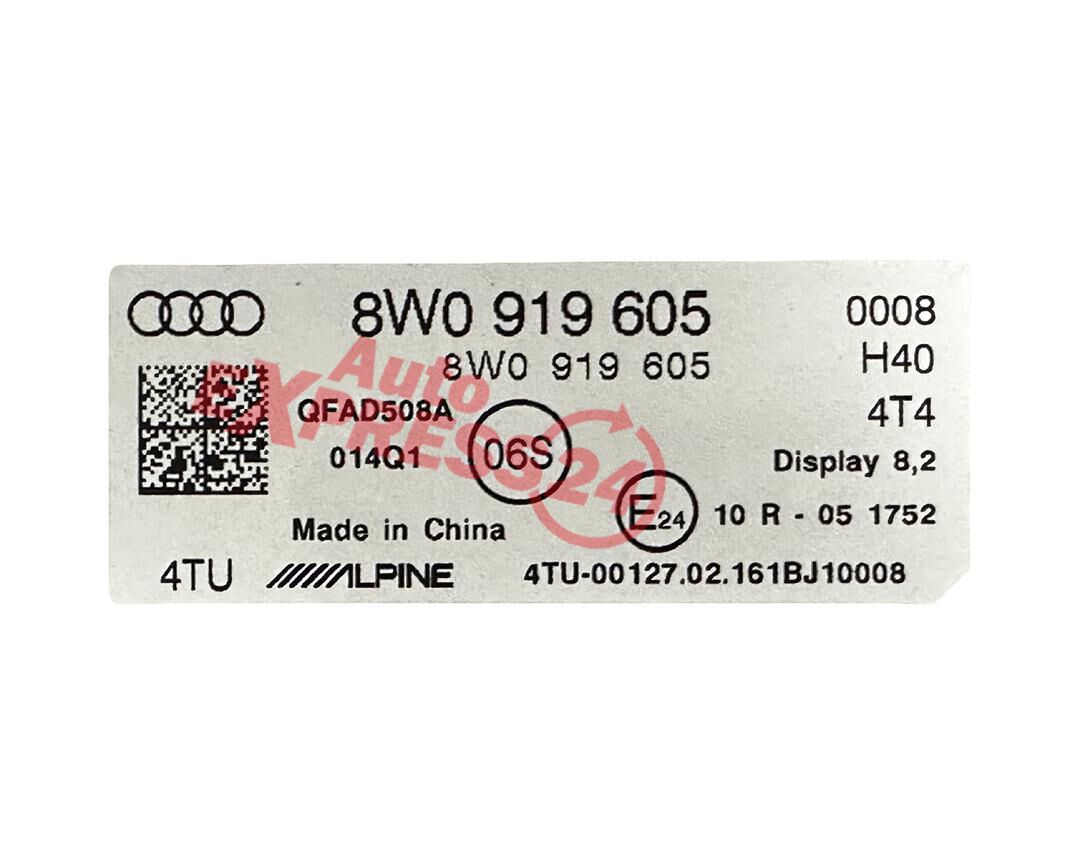 8W0 919 605 0008
8W0 919 605 H40
QFAD508A 4T4
014Q1 06S Display 8,2
Auto
EXPRESS24
E24 10 R - 05 1752
Made in China
4TU ALPINE 4TU-00127.02.161BJ10008